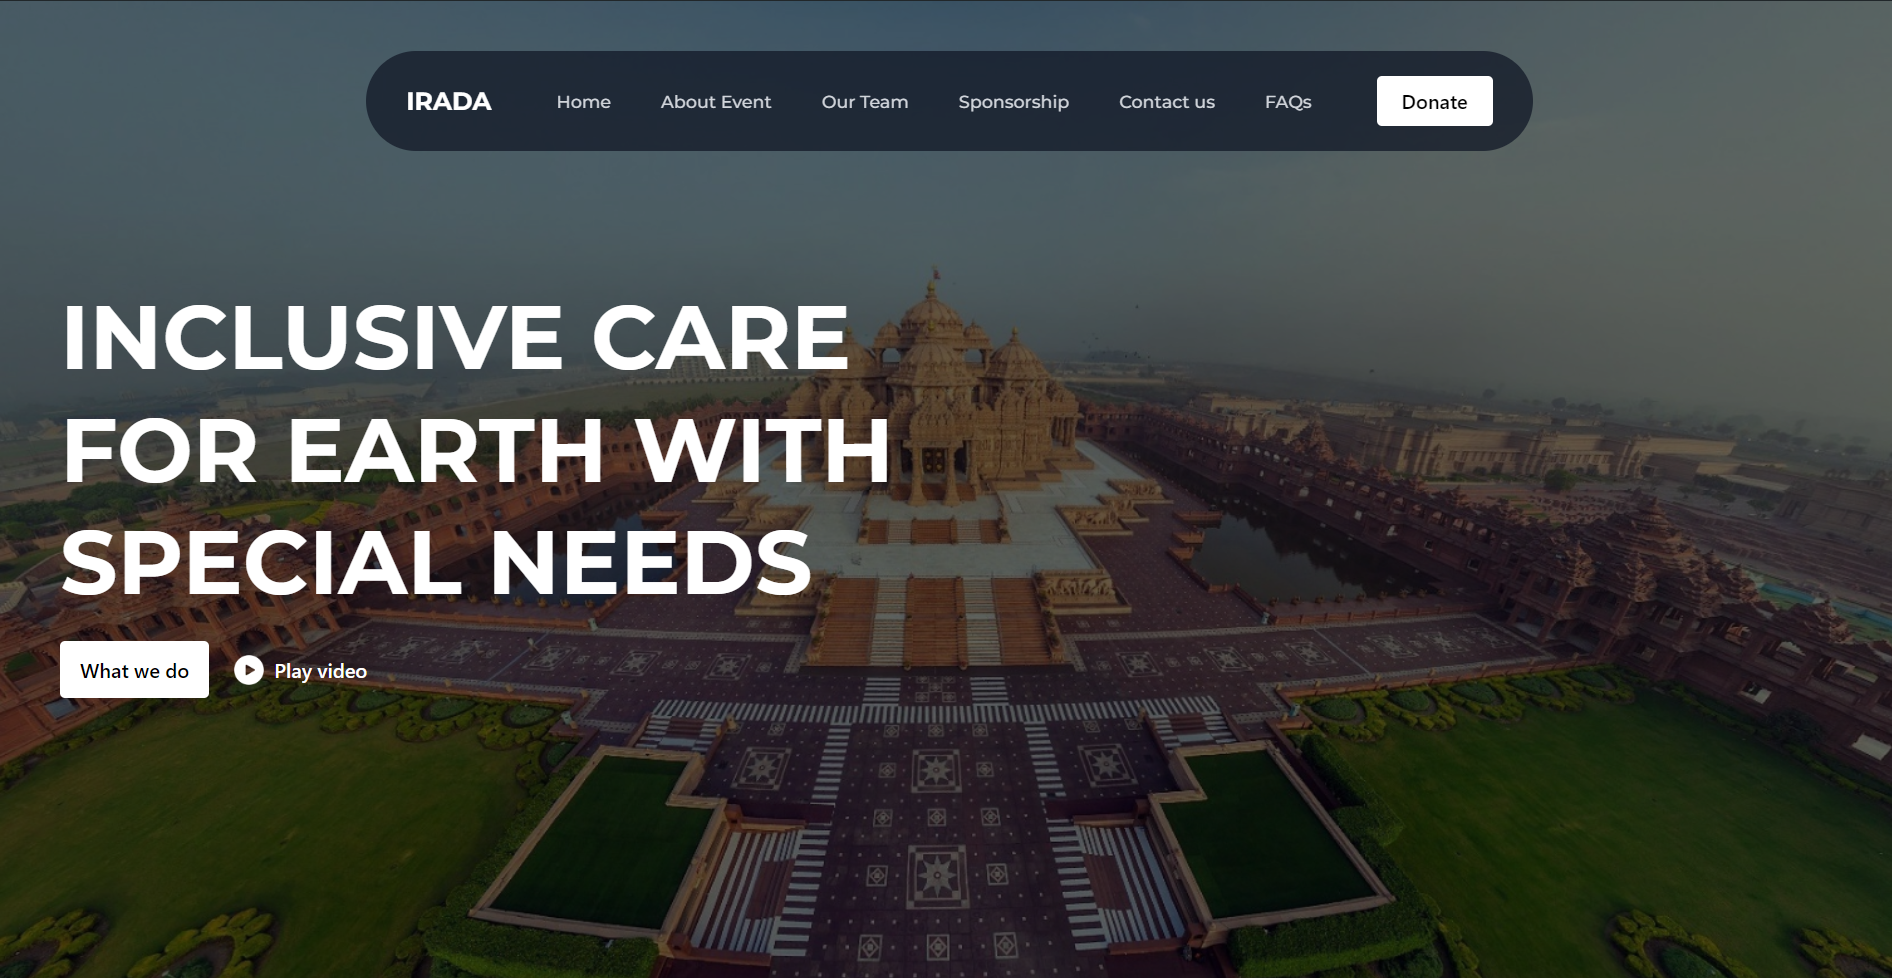 IRADA Home About Event Our Team Sponsorship Contact us FAQs Donate
INCLUSIVE CARE
FOR EARTH WITH
SPECIAL NEEDS
What we do Play video